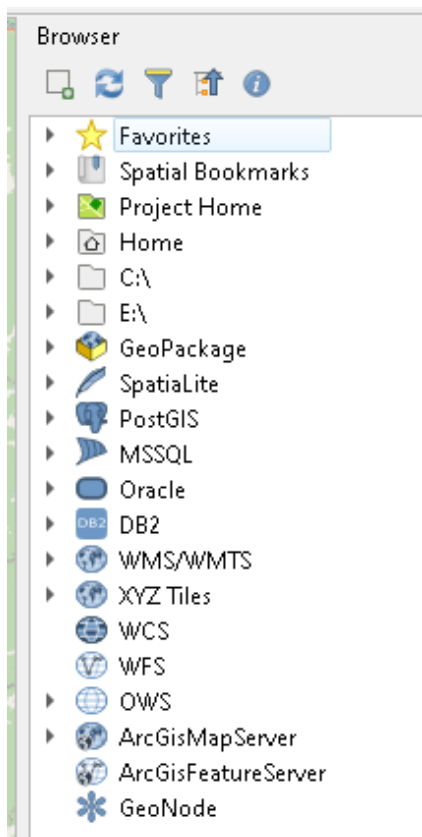 Browser
Favorites
Spatial Bookmarks
Project Home
Home
C:\
E:\
GeoPackage
SpatiaLite
PostGIS
MSSQL
Oracle
DB2 DB2
WMS/WMTS
XYZ Tiles
WCS
WFS
OWS
ArcGisMapServer
ArcGisFeatureServer
GeoNode